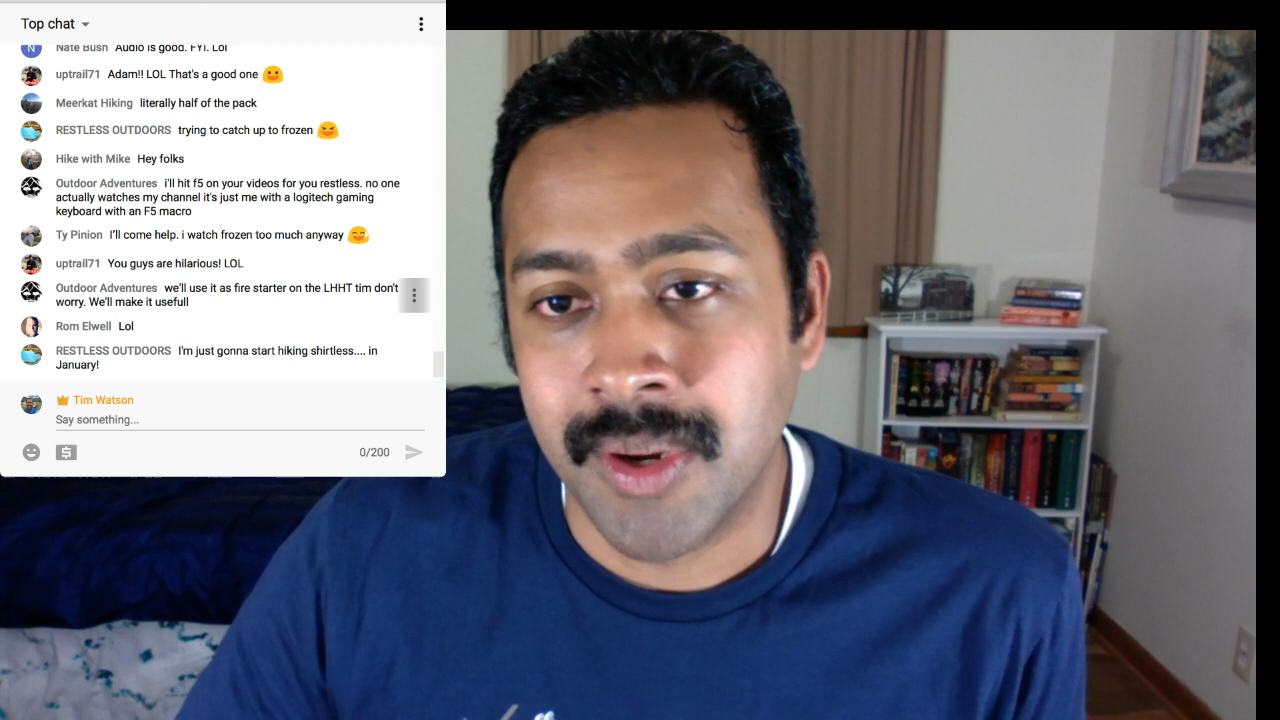 Top chat
N Nate Bush Audio is good. FYI. Lol
uptrail71 Adam!! LOL That's a good one
Meerkat Hiking literally half of the pack
RESTLESS OUTDOORS trying to catch up to frozen
Hike with Mike Hey folks
Outdoor Adventures i'll hit f5 on your videos for you restless. no one
actually watches my channel it's just me with a logitech gaming
keyboard with an F5 macro
Ty Pinion I'll come help. i watch frozen too much anyway
uptrail71 You guys are hilarious! LOL
Outdoor Adventures we'll use it as fire starter on the LHHT tim don't
worry. We'll make it usefull
Rom Elwell Lol
RESTLESS OUTDOORS I'm just gonna start hiking shirtless.... in
January!
Tim Watson
Say something...
$ 0/200